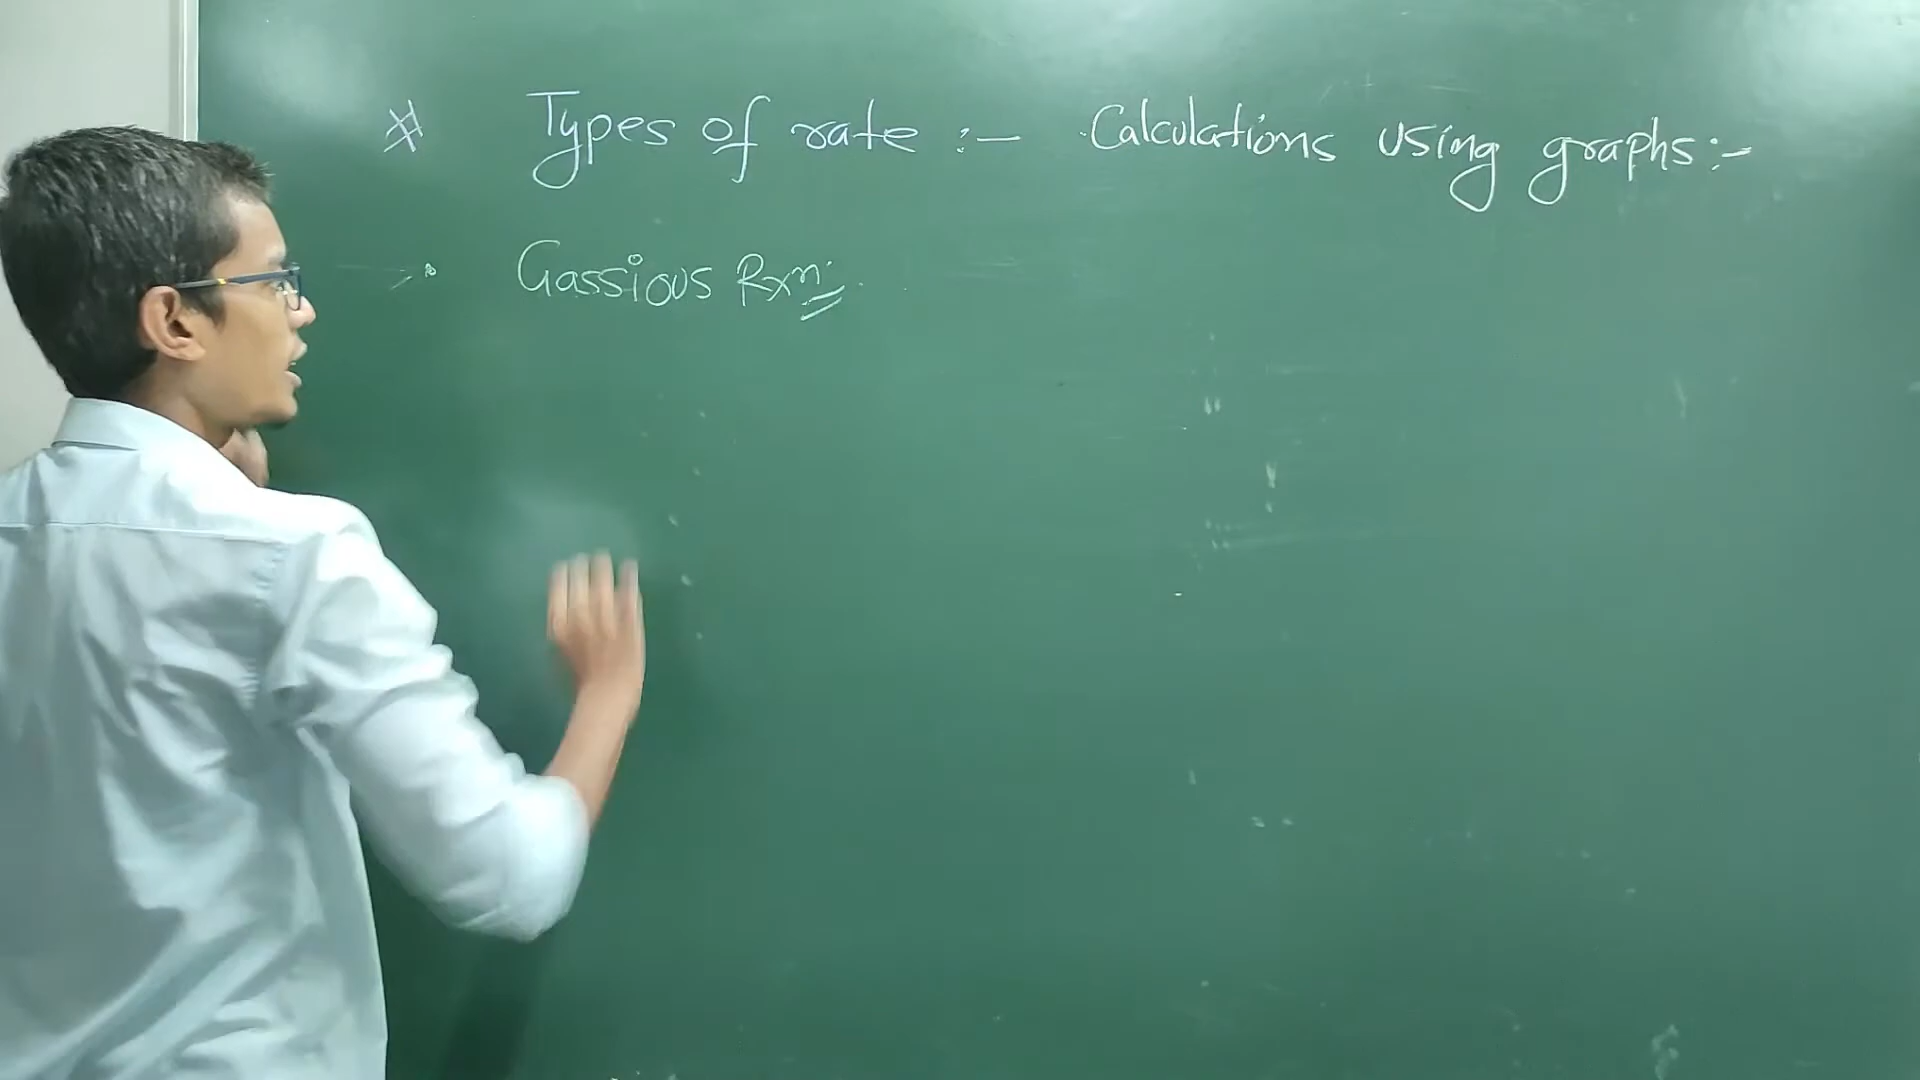 * Types of rate :- Calculations using graphs:-
→• Gassious Rxn.